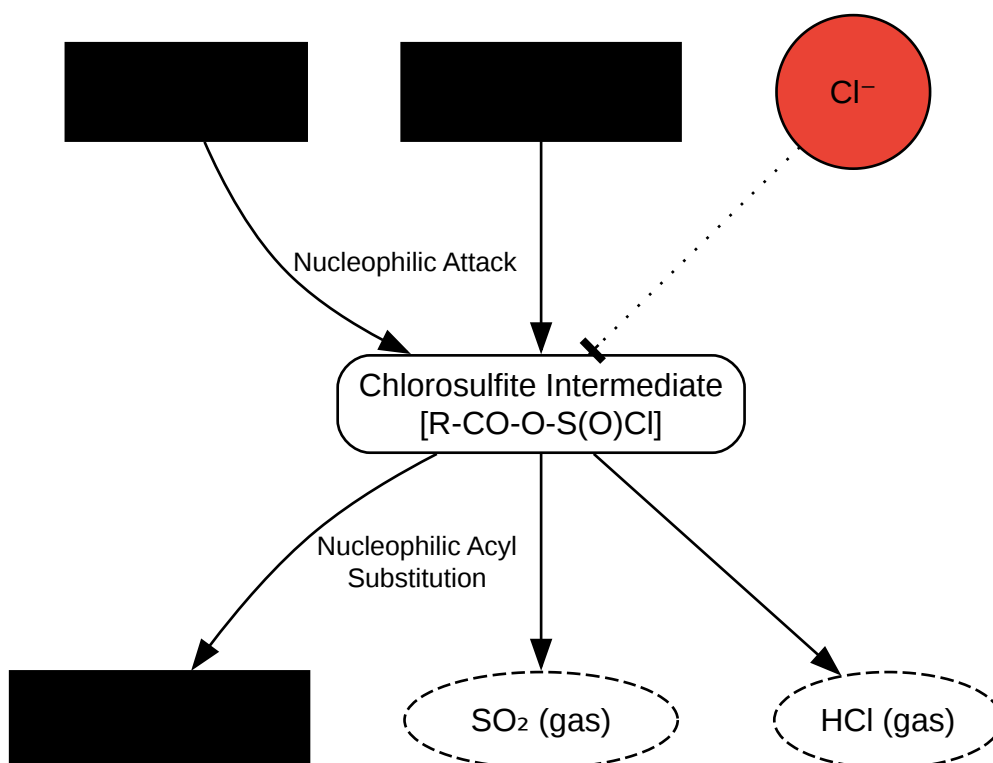 Cl⁻
Nucleophilic Attack
Chlorosulfite Intermediate
[R-CO-O-S(O)Cl]
Nucleophilic Acyl
Substitution
SO₂ (gas)
HCl (gas)